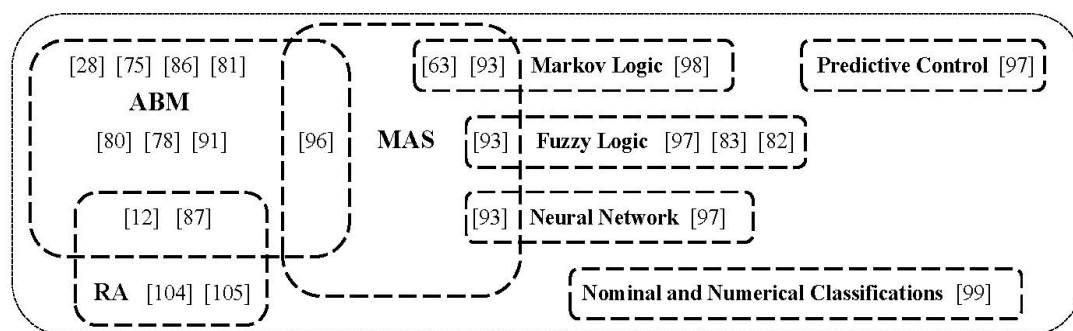 [28] [75] [86] [81] [63] [93] Markov Logic [98] Predictive Control [97]
ABM
[80] [78] [91] [96] MAS [93] Fuzzy Logic [97] [83] [82]
[12] [87] [93] Neural Network [97]
RA [104] [105] Nominal and Numerical Classifications [99]